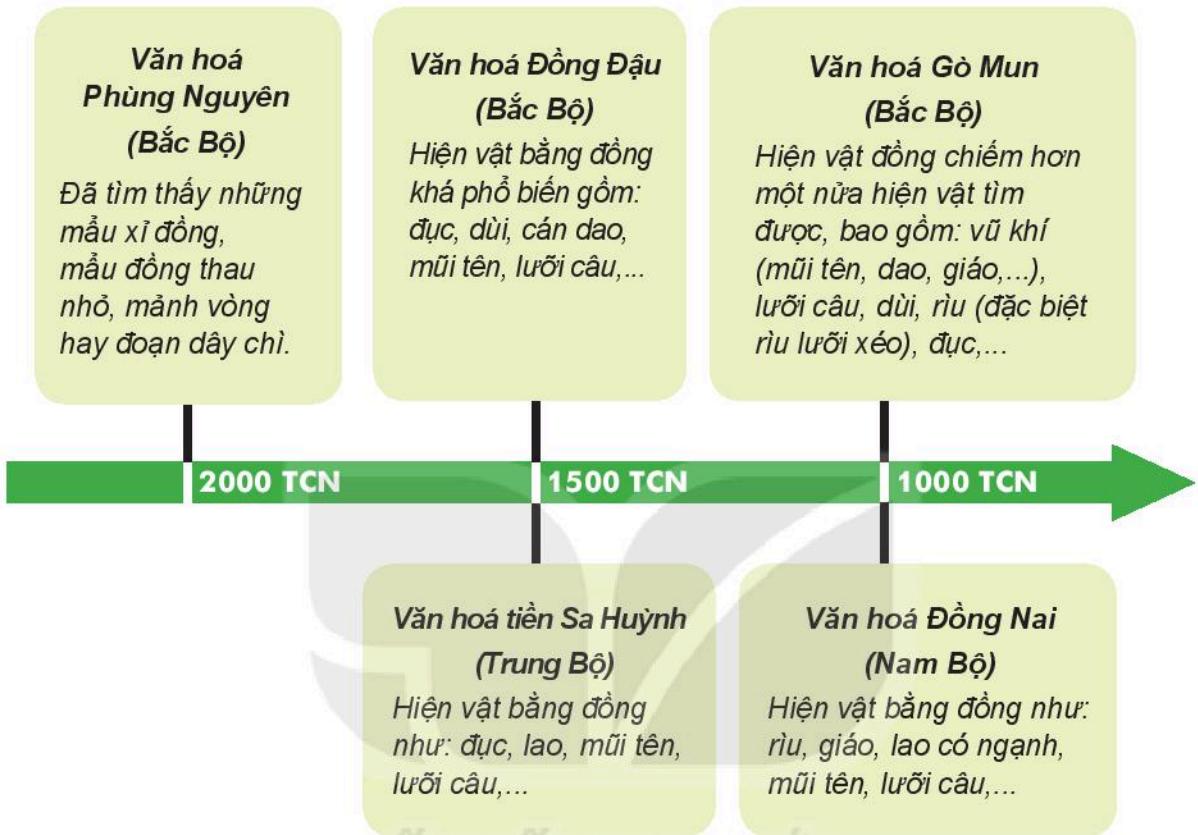 Văn hoá
Phùng Nguyên
(Bắc Bộ)
Đã tìm thấy những
mẩu xỉ đồng,
mẩu đồng thau
nhỏ, mảnh vòng
hay đoạn dây chì.
Văn hoá Đồng Đậu
(Bắc Bộ)
Hiện vật bằng đồng
khá phổ biến gồm:
đục, dùi, cán dao,
mũi tên, lưỡi câu,...
Văn hoá Gò Mun
(Bắc Bộ)
Hiện vật đồng chiếm hơn
một nửa hiện vật tìm
được, bao gồm: vũ khí
(mũi tên, dao, giáo,...),
lưỡi câu, dùi, rìu (đặc biệt
rìu lưỡi xéo), đục,...
2000 TCN
1500 TCN
1000 TCN
Văn hoá tiền Sa Huỳnh
(Trung Bộ)
Hiện vật bằng đồng
như: đục, lao, mũi tên,
lưỡi câu,...
Văn hoá Đồng Nai
(Nam Bộ)
Hiện vật bằng đồng như:
rìu, giáo, lao có ngạnh,
mũi tên, lưỡi câu,...